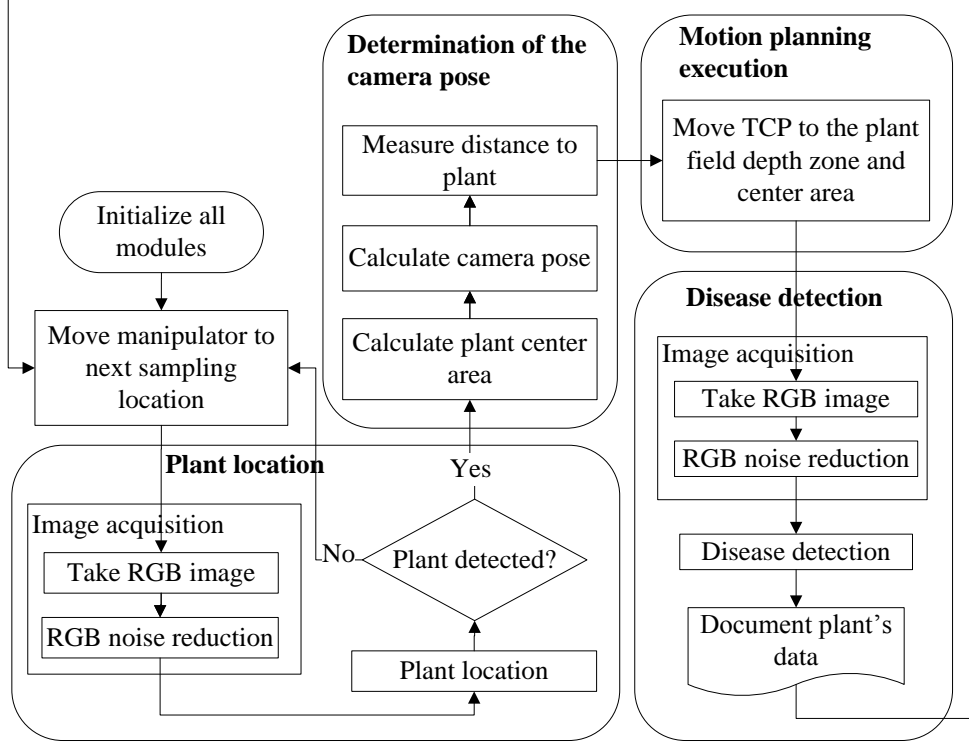 Initialize all
modules
Move manipulator to
next sampling
location
Plant location
Image acquisition
Take RGB image
RGB noise reduction
Plant location
Plant detected?
No
Yes
Determination of the
camera pose
Calculate plant center
area
Calculate camera pose
Measure distance to
plant
Motion planning
execution
Move TCP to the plant
field depth zone and
center area
Disease detection
Image acquisition
Take RGB image
RGB noise reduction
Disease detection
Document plant's
data